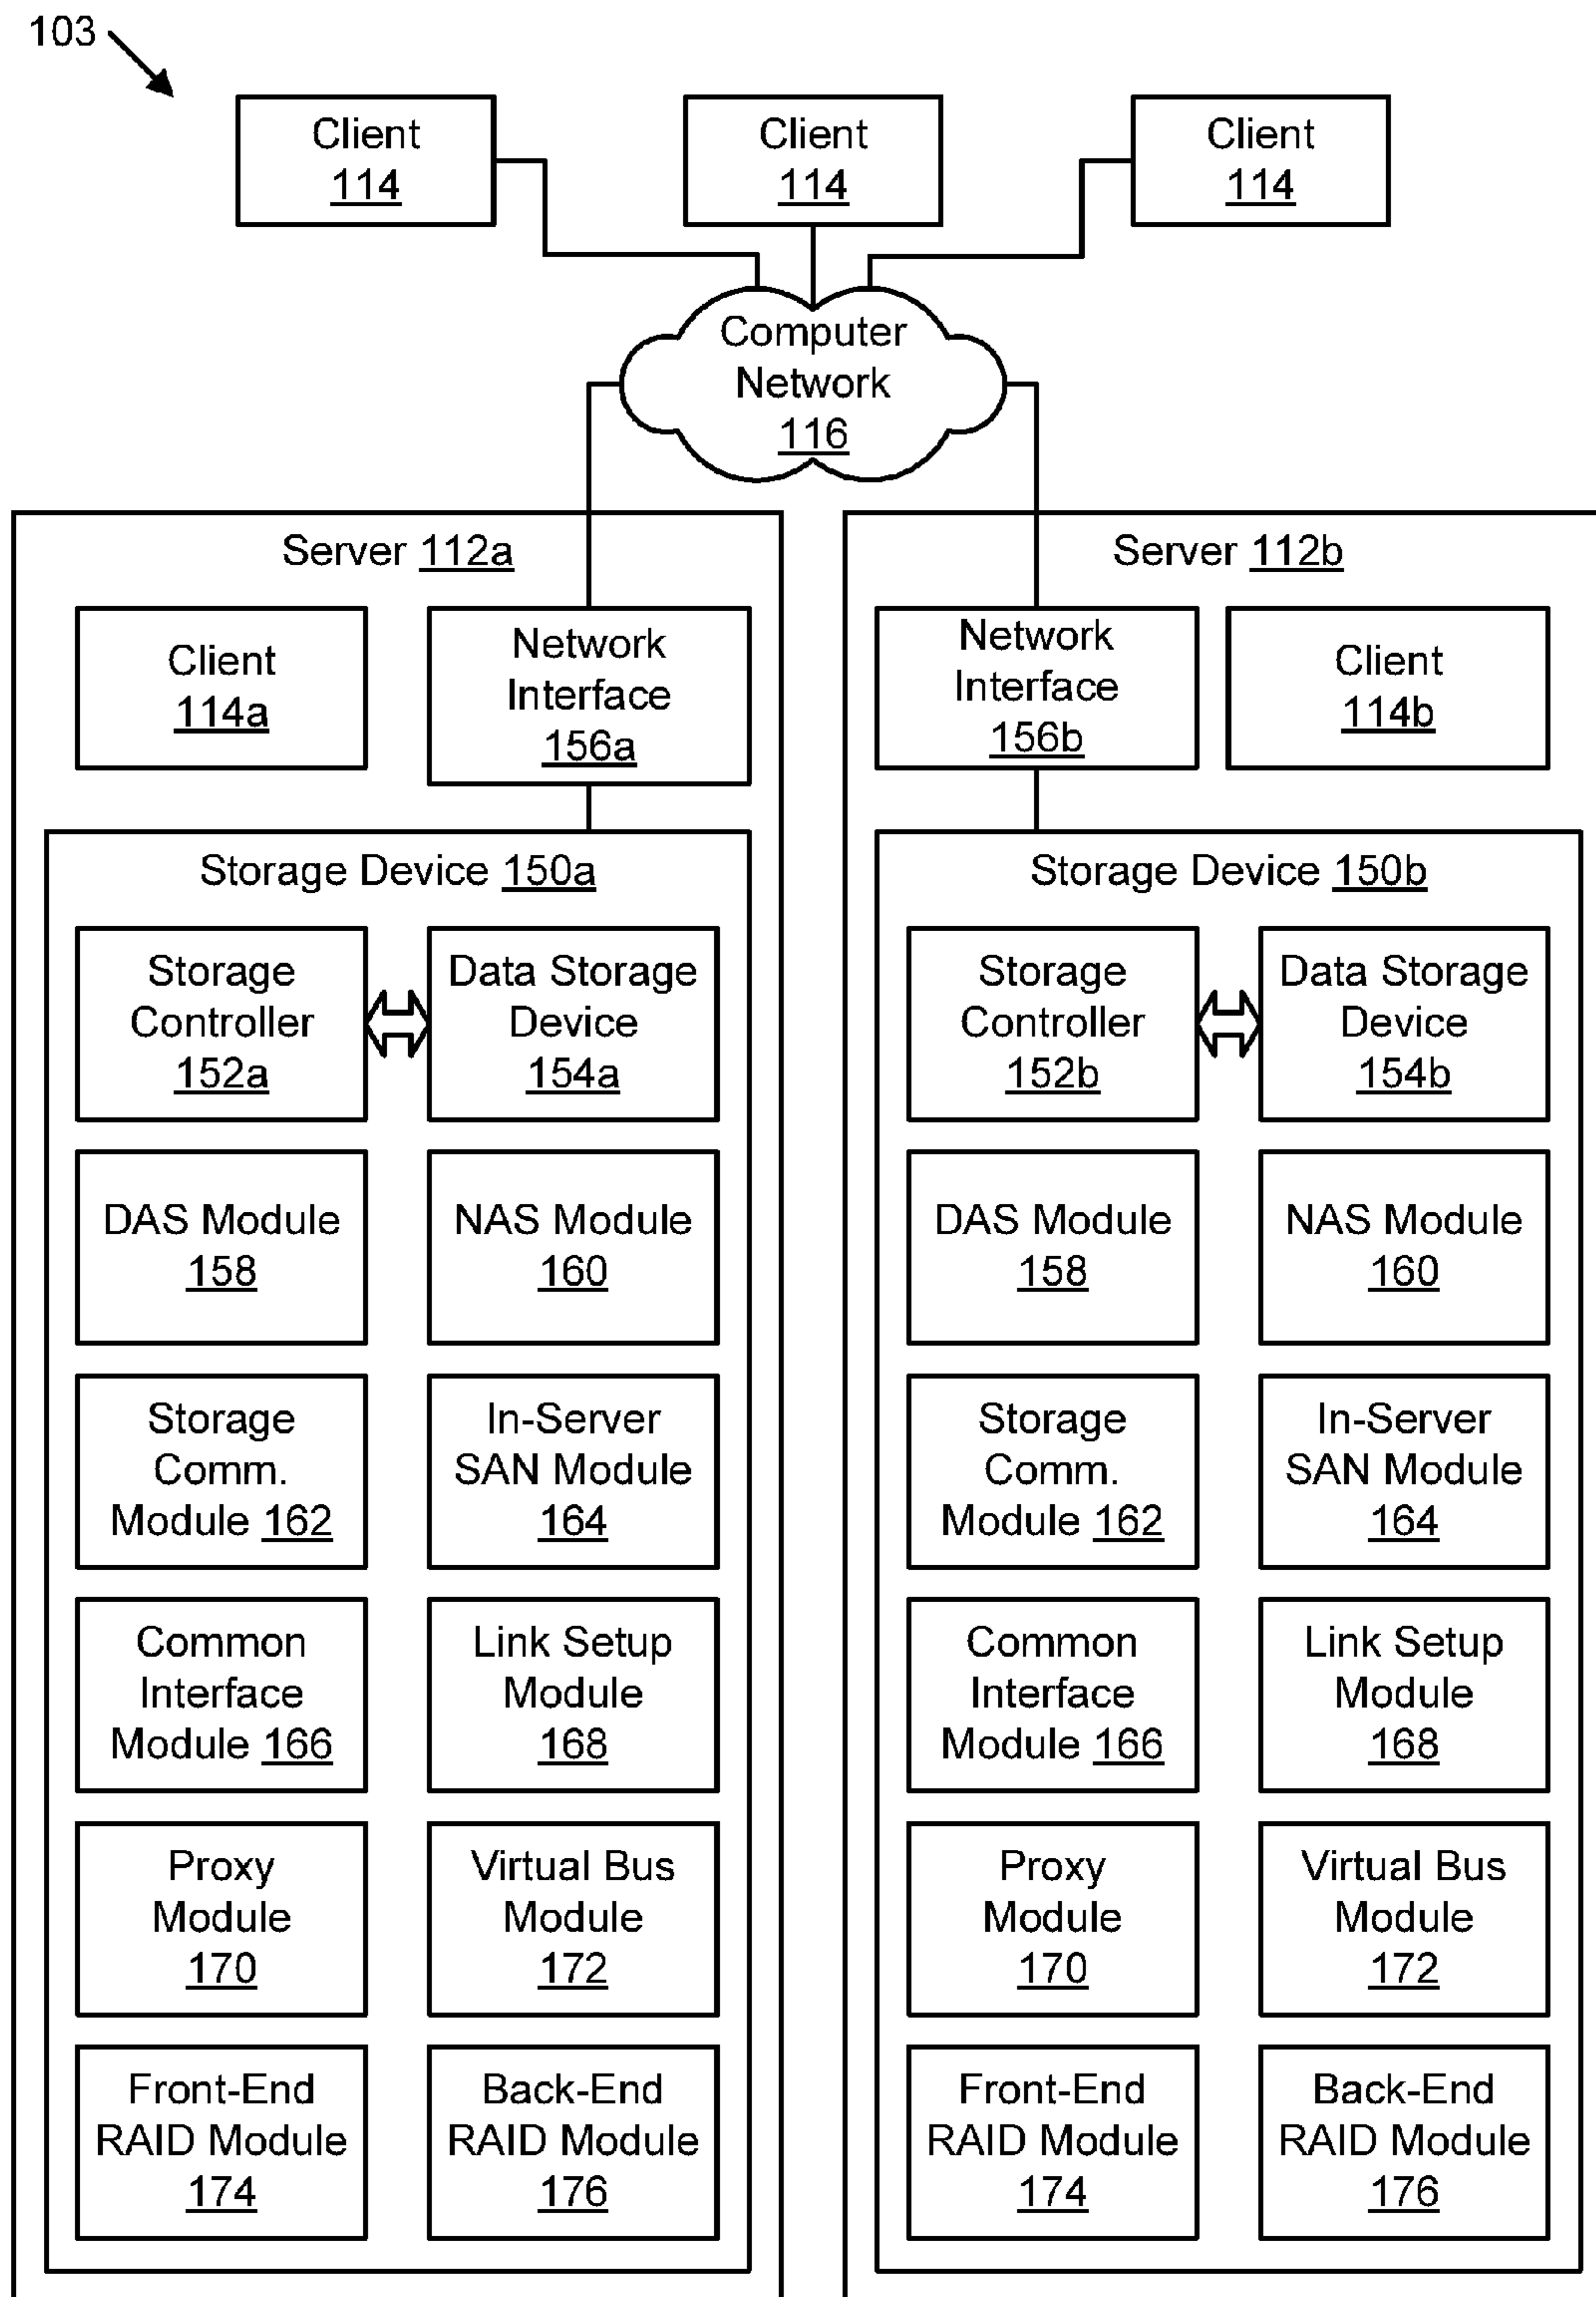 103
Client
114
Client
114
Client
114
Computer
Network
116
Server 112a
Client
114a
Network
Interface
156a
Storage Device 150a
Storage
Controller
152a
Data Storage
Device
154a
DAS Module
158
NAS Module
160
Storage
Comm.
Module 162
In-Server
SAN Module
164
Common
Interface
Module 166
Link Setup
Module
168
Proxy
Module
170
Virtual Bus
Module
172
Front-End
RAID Module
174
Back-End
RAID Module
176
Server 112b
Network
Interface
156b
Client
114b
Storage Device 150b
Storage
Controller
152b
Data Storage
Device
154b
DAS Module
158
NAS Module
160
Storage
Comm.
Module 162
In-Server
SAN Module
164
Common
Interface
Module 166
Link Setup
Module
168
Proxy
Module
170
Virtual Bus
Module
172
Front-End
RAID Module
174
Back-End
RAID Module
176